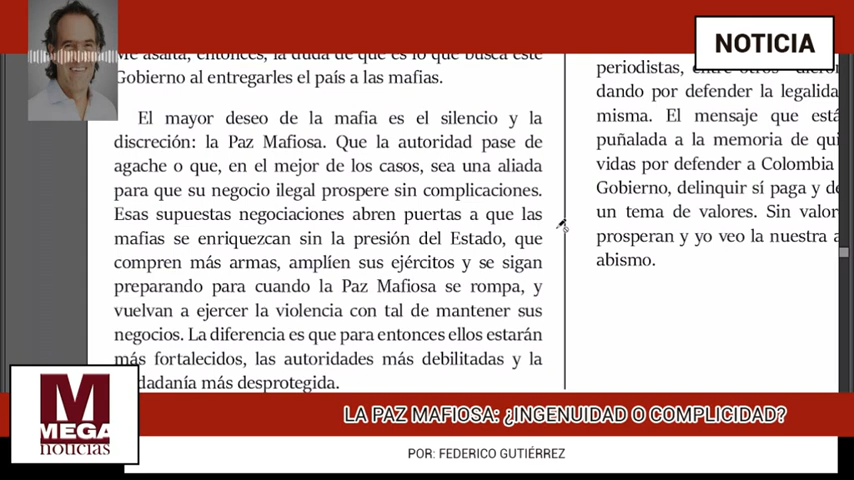 NOTICIA
Me asalta, entonces, la duda de qué es lo que busca este
Gobierno al entregarles el país a las mafias.
El mayor deseo de la mafia es el silencio y la
discreción: la Paz Mafiosa. Que la autoridad pase de
agache o que, en el mejor de los casos, sea una aliada
para que su negocio ilegal prospere sin complicaciones.
Esas supuestas negociaciones abren puertas a que las
mafias se enriquezcan sin la presión del Estado, que
compren más armas, amplíen sus ejércitos y se sigan
preparando para cuando la Paz Mafiosa se rompa, y
vuelvan a ejercer la violencia con tal de mantener sus
negocios. La diferencia es que para entonces ellos estarán
más fortalecidos, las autoridades más debilitadas y la
dadanía más desprotegida.
periodistas, entre otros
dando por defender la legalida
misma. El mensaje que está
puñalada a la memoria de qui
vidas por defender a Colombia
Gobierno, delinquir sí paga y de
un tema de valores. Sin valor
prosperan y yo veo la nuestra a
abismo.
M
MEGA
noticias
LA PAZ MAFIOSA: ¿INGENUIDAD O COMPLICIDAD?
POR: FEDERICO GUTIÉRREZ